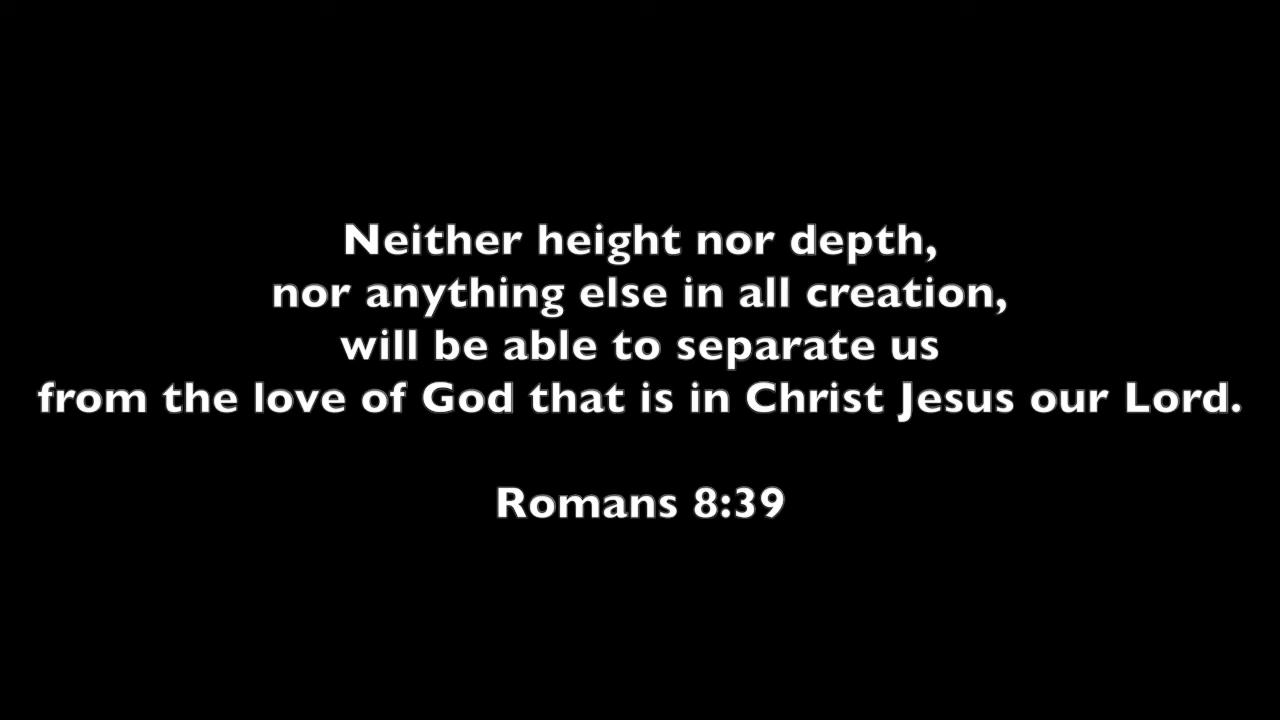 Neither height nor depth,
nor anything else in all creation,
will be able to separate us
from the love of God that is in Christ Jesus our Lord.
Romans 8:39